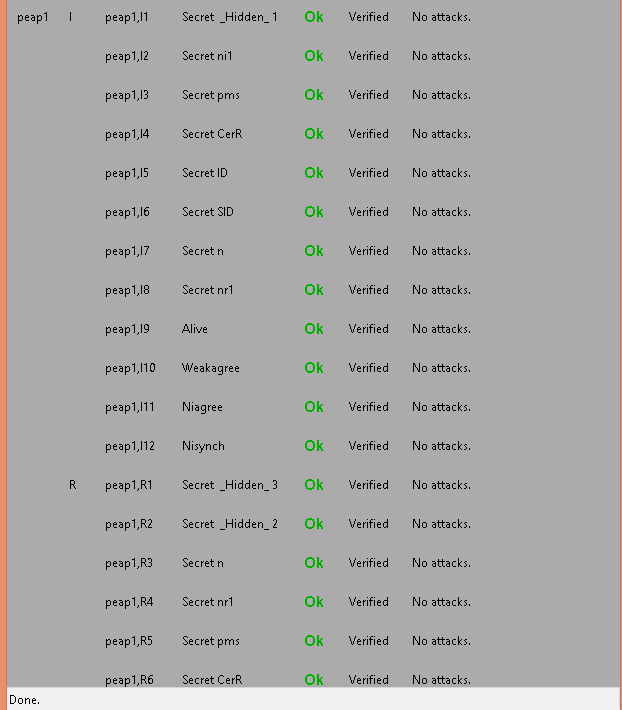 peap1 I peap1,I1 Secret _Hidden_ 1 Ok Verified No attacks.
peap1,I2 Secret ni1 Ok Verified No attacks.
peap1,I3 Secret pms Ok Verified No attacks.
peap1,I4 Secret CerR Ok Verified No attacks.
peap1,I5 Secret ID Ok Verified No attacks.
peap1,I6 Secret SID Ok Verified No attacks.
peap1,I7 Secret n Ok Verified No attacks.
peap1,I8 Secret nr1 Ok Verified No attacks.
peap1,I9 Alive Ok Verified No attacks.
peap1,I10 Weakagree Ok Verified No attacks.
peap1,I11 Niagree Ok Verified No attacks.
peap1,I12 Nisynch Ok Verified No attacks.
R peap1,R1 Secret _Hidden_ 3 Ok Verified No attacks.
peap1,R2 Secret _Hidden_ 2 Ok Verified No attacks.
peap1,R3 Secret n Ok Verified No attacks.
peap1,R4 Secret nr1 Ok Verified No attacks.
peap1,R5 Secret pms Ok Verified No attacks.
peap1,R6 Secret CerR Ok Verified No attacks.
Done.